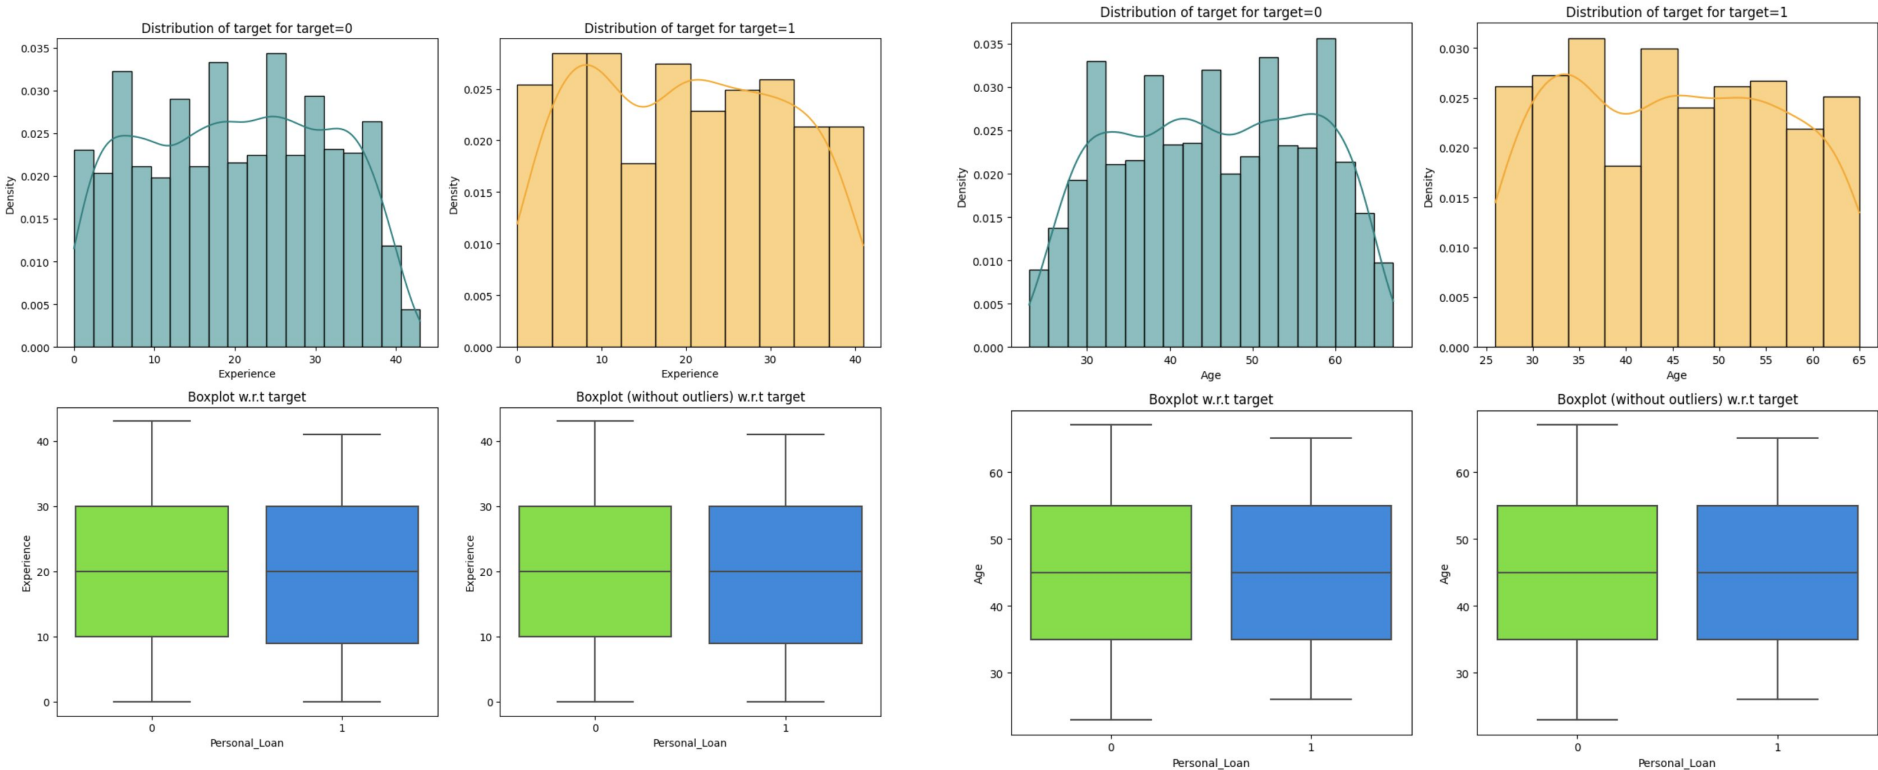 Distribution of target for target=0
0.035
0.030
0.025
0.020
0.015
0.010
0.005
0.000
Density
0 10 20 30 40
Experience
Distribution of target for target=1
0.025
0.020
0.015
0.010
0.005
0.000
Density
0 10 20 30 40
Experience
Distribution of target for target=0
0.035
0.030
0.025
0.020
0.015
0.010
0.005
0.000
Density
30 40 50 60
Age
Distribution of target for target=1
0.030
0.025
0.020
0.015
0.010
0.005
0.000
Density
25 30 35 40 45 50 55 60 65
Age
Boxplot w.r.t target
40
30
20
10
0
Experience
0 1
Personal_Loan
Boxplot (without outliers) w.r.t target
40
30
20
10
0
Experience
0 1
Personal_Loan
Boxplot w.r.t target
60
50
40
30
Age
0 1
Personal_Loan
Boxplot (without outliers) w.r.t target
60
50
40
30
Age
0 1
Personal_Loan